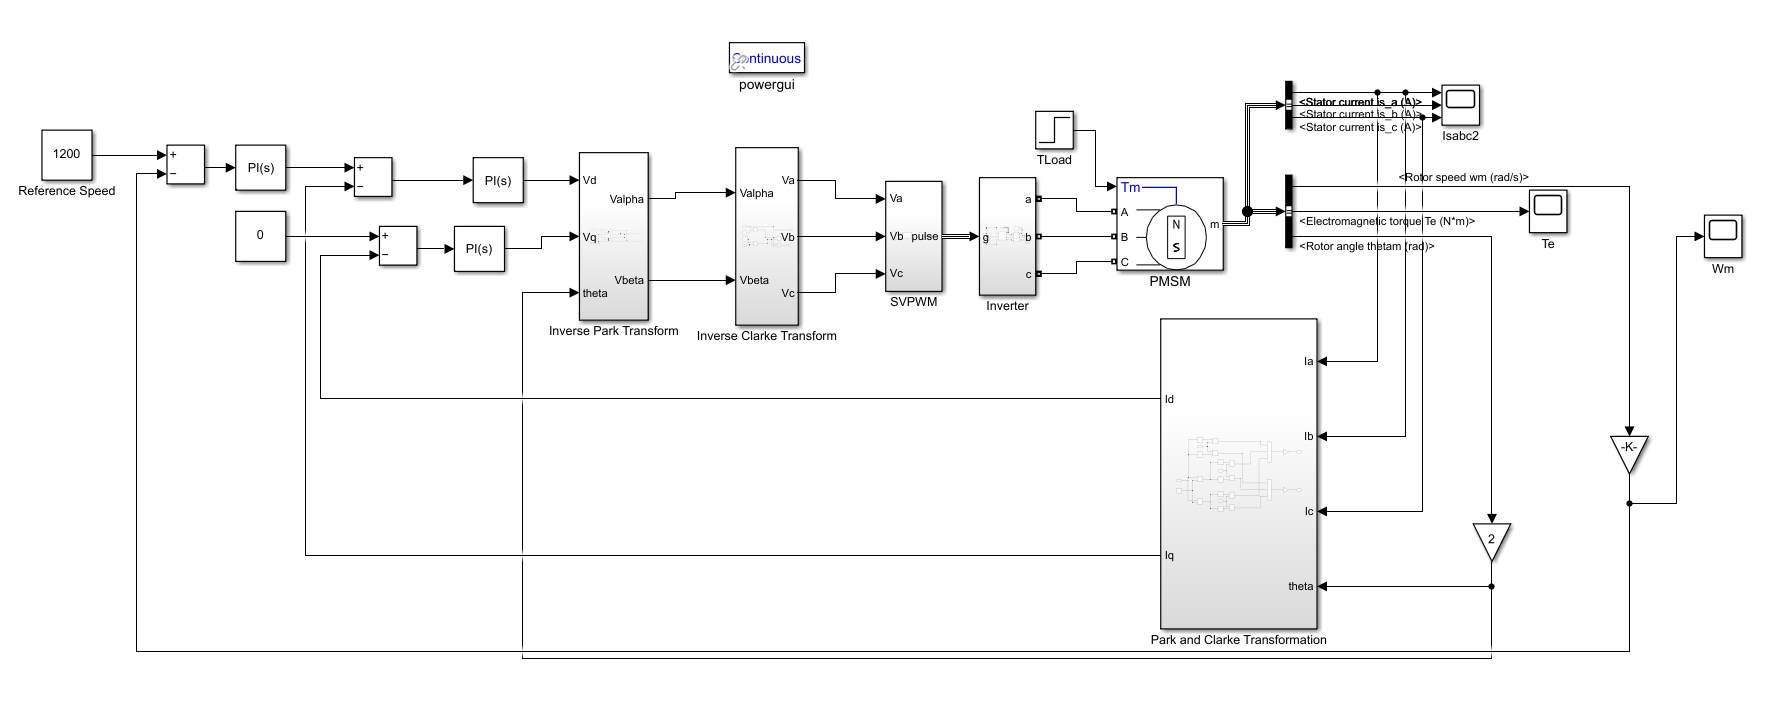 Continuous
powergui
1200
Reference Speed
+
−
PI(s)
+
−
PI(s)
0
+
−
PI(s)
Vd
Vq
theta
Valpha
Vbeta
Inverse Park Transform
Valpha
Vbeta
Va
Vb
Vc
Inverse Clarke Transform
Va
Vb
Vc
pulse
SVPWM
g
a
b
c
Inverter
TLoad
Tm
A
B
C
N
S
m
PMSM
<Stator current is_a (A)>
<Stator current is_b (A)>
<Stator current is_c (A)>
Isabc2
<Rotor speed wm (rad/s)>
<Electromagnetic torque Te (N*m)>
<Rotor angle thetam (rad)>
Te
Wm
Ia
Ib
Ic
theta
Id
Iq
Park and Clarke Transformation
-K-
2